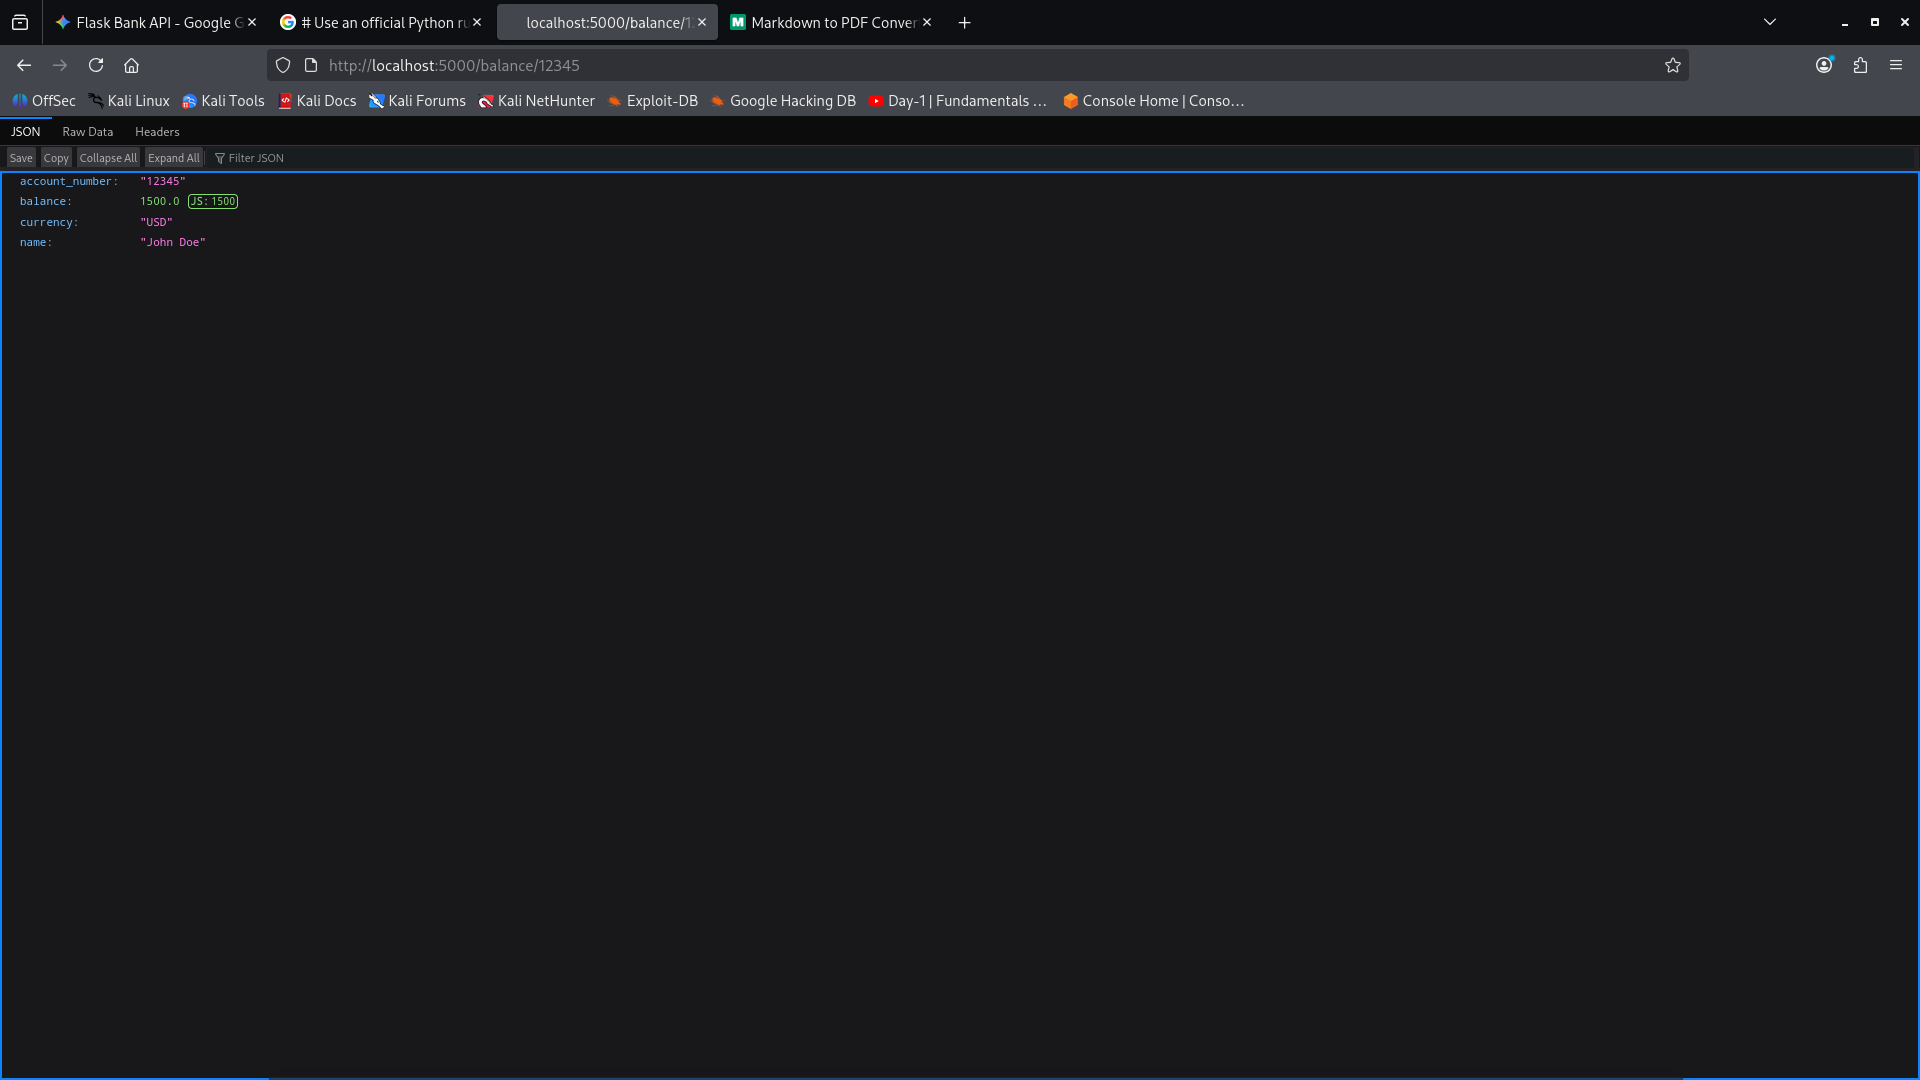 Flask Bank API - Google G
# Use an official Python ru
localhost:5000/balance/1
Markdown to PDF Conver
http://localhost:5000/balance/12345
OffSec
Kali Linux
Kali Tools
Kali Docs
Kali Forums
Kali NetHunter
Exploit-DB
Google Hacking DB
Day-1 | Fundamentals ...
Console Home | Conso...
JSON
Raw Data
Headers
Save
Copy
Collapse All
Expand All
Filter JSON
account_number: "12345"
balance: 1500.0 JS: 1500
currency: "USD"
name: "John Doe"